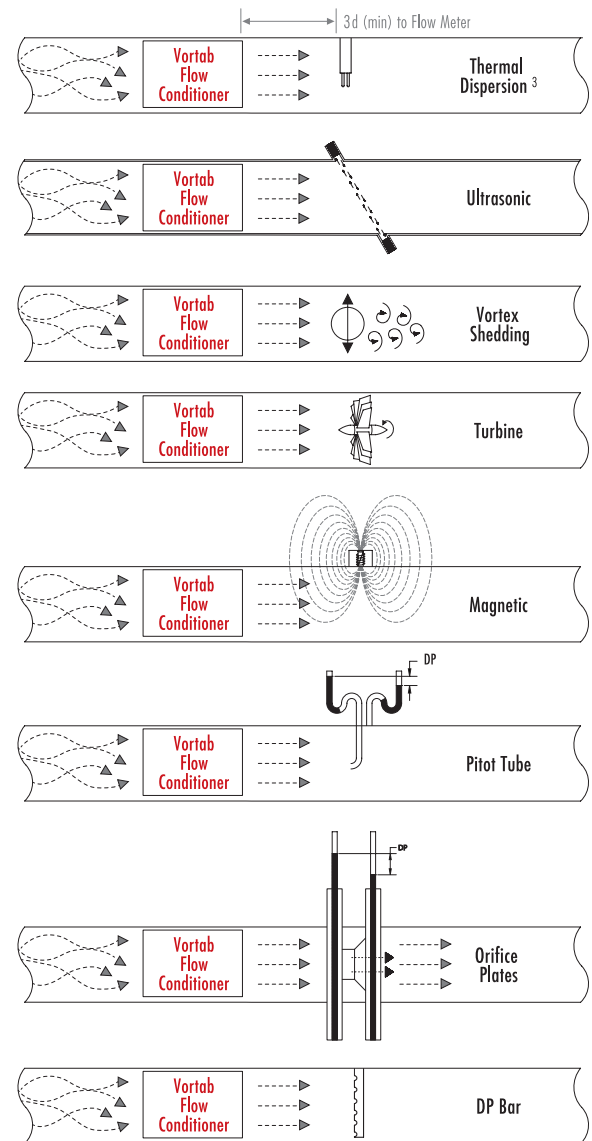 3d (min) to Flow Meter
Vortab
Flow
Conditioner
Thermal
Dispersion 3
Vortab
Flow
Conditioner
Ultrasonic
Vortab
Flow
Conditioner
Vortex
Shedding
Vortab
Flow
Conditioner
Turbine
Vortab
Flow
Conditioner
Magnetic
DP
Vortab
Flow
Conditioner
Pitot Tube
DP
Vortab
Flow
Conditioner
Orifice
Plates
Vortab
Flow
Conditioner
DP Bar